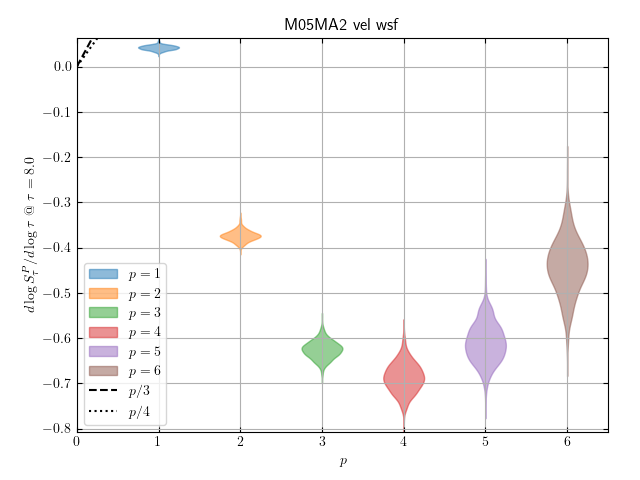 M05MA2 vel wsf
d log S_τ^P / d log τ @ τ = 8.0
0.0
−0.1
−0.2
−0.3
−0.4
−0.5
−0.6
−0.7
−0.8
p = 1
p = 2
p = 3
p = 4
p = 5
p = 6
p/3
p/4
0 1 2 3 4 5 6
p